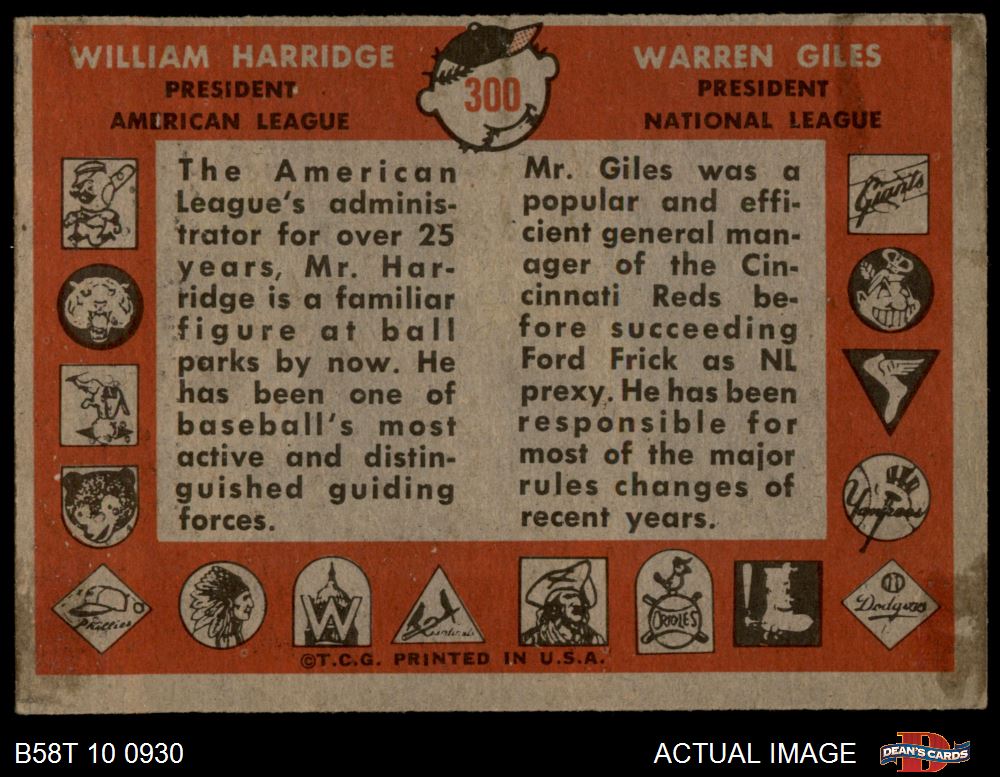 WILLIAM HARRIDGE
PRESIDENT
AMERICAN LEAGUE
300
WARREN GILES
PRESIDENT
NATIONAL LEAGUE
The American
League's adminis-
trator for over 25
years, Mr. Har-
ridge is a familiar
figure at ball
parks by now. He
has been one of
baseball's most
active and distin-
guished guiding
forces.
Mr. Giles was a
popular and effi-
cient general man-
ager of the Cin-
cinnati Reds be-
fore succeeding
Ford Frick as NL
prexy. He has been
responsible for
most of the major
rules changes of
recent years.
Giants
Yankees
Phillies
W
Cardinals
ORIOLES
Dodgers
©T.C.G. PRINTED IN U.S.A.
B58T 10 0930
ACTUAL IMAGE
D
DEAN'S CARDS